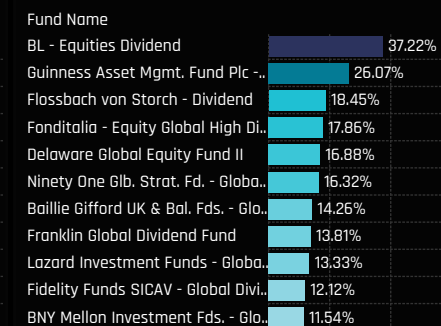 Fund Name
BL - Equities Dividend 37.22%
Guinness Asset Mgmt. Fund Plc -.. 26.07%
Flossbach von Storch - Dividend 18.45%
Fonditalia - Equity Global High Di.. 17.86%
Delaware Global Equity Fund II 16.88%
Ninety One Glb. Strat. Fd. - Globa.. 16.32%
Baillie Gifford UK & Bal. Fds. - Glo.. 14.26%
Franklin Global Dividend Fund 13.81%
Lazard Investment Funds - Globa.. 13.33%
Fidelity Funds SICAV - Global Divi.. 12.12%
BNY Mellon Investment Fds. - Glo.. 11.54%